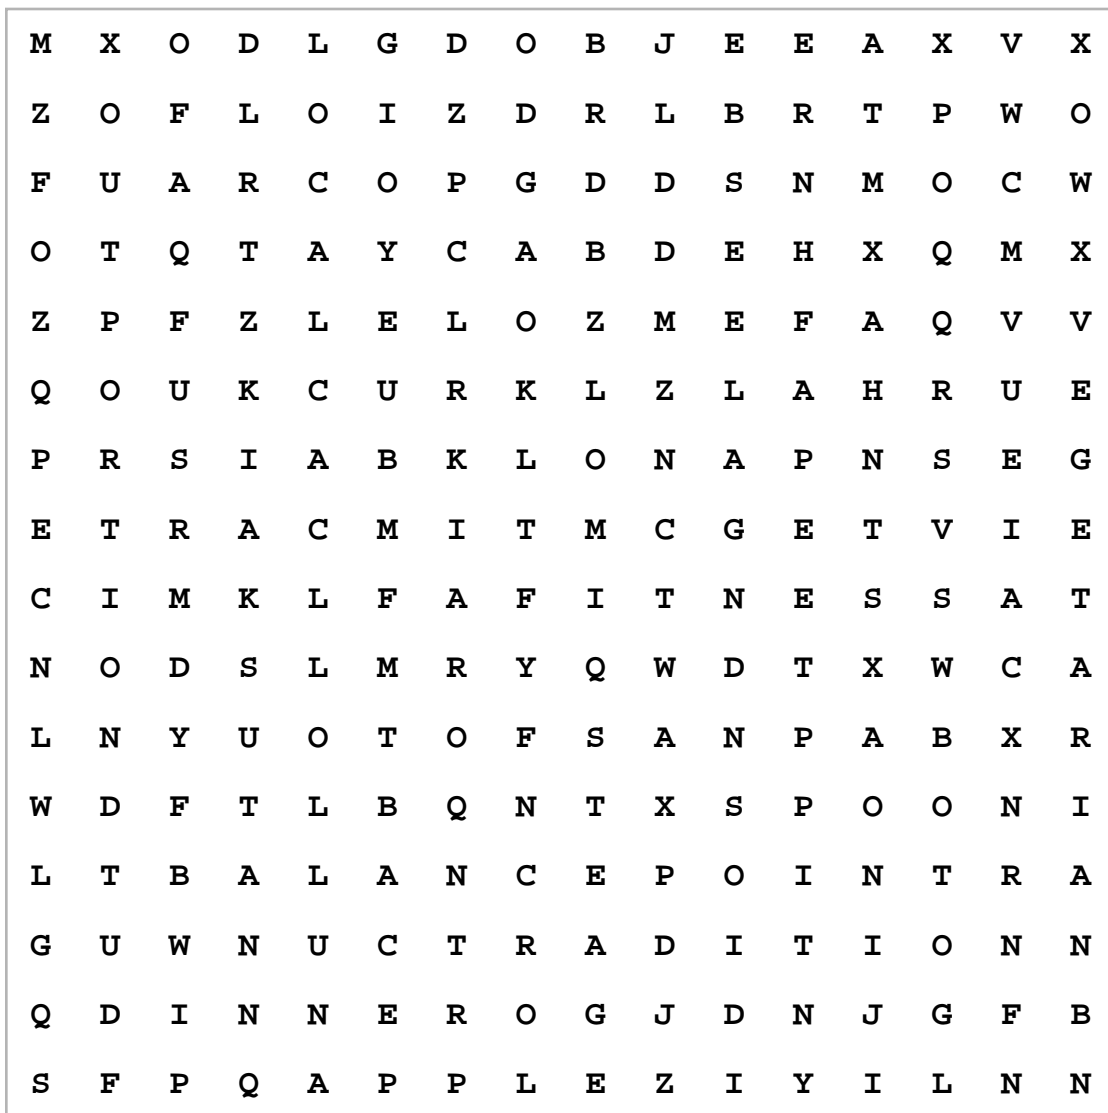 M X O D L G D O B J E E A X V X
Z O F L O I Z D R L B R T P W O
F U A R C O P G D D S N M O C W
O T Q T A Y C A B D E H X Q M X
Z P F Z L E L O Z M E F A Q V V
Q O U K C U R K L Z L A H R U E
P R S I A B K L O N A P N S E G
E T R A C M I T M C G E T V I E
C I M K L F A F I T N E S S A T
N O D S L M R Y Q W D T X W C A
L N Y U O T O F S A N P A B X R
W D F T L B Q N T X S P O O N I
L T B A L A N C E P O I N T R A
G U W N U C T R A D I T I O N N
Q D I N N E R O G J D N J G F B
S F P Q A P P L E Z I Y I L N N